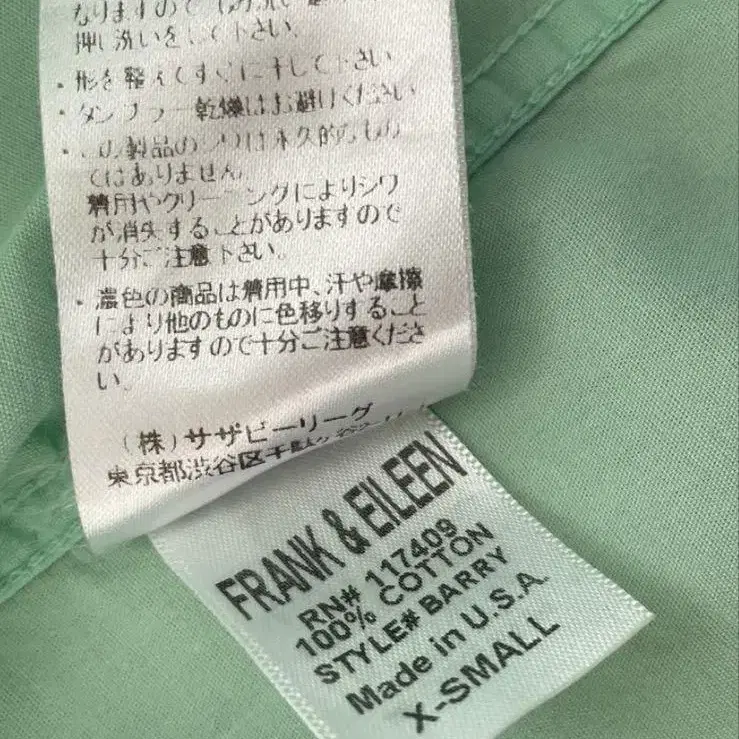 押し洗いをして下さい。
・形を整えてすぐに干して下さい
・タンブラー乾燥はお避けください
・この製品のシワは永久的なもの
ではありません。
着用やクリーニングによりシワ
が消失することがありますので
十分ご注意下さい。
・濃色の商品は着用中、汗や摩擦
により他のものに色移りすること
がありますので十分ご注意くださ
い。
(株)サザビーリーグ
東京都渋谷区千駄ヶ谷2-11-1
FRANK & EILEEN
RN# 117409
100% COTTON
STYLE# BARRY
Made in U.S.A.
X-SMALL